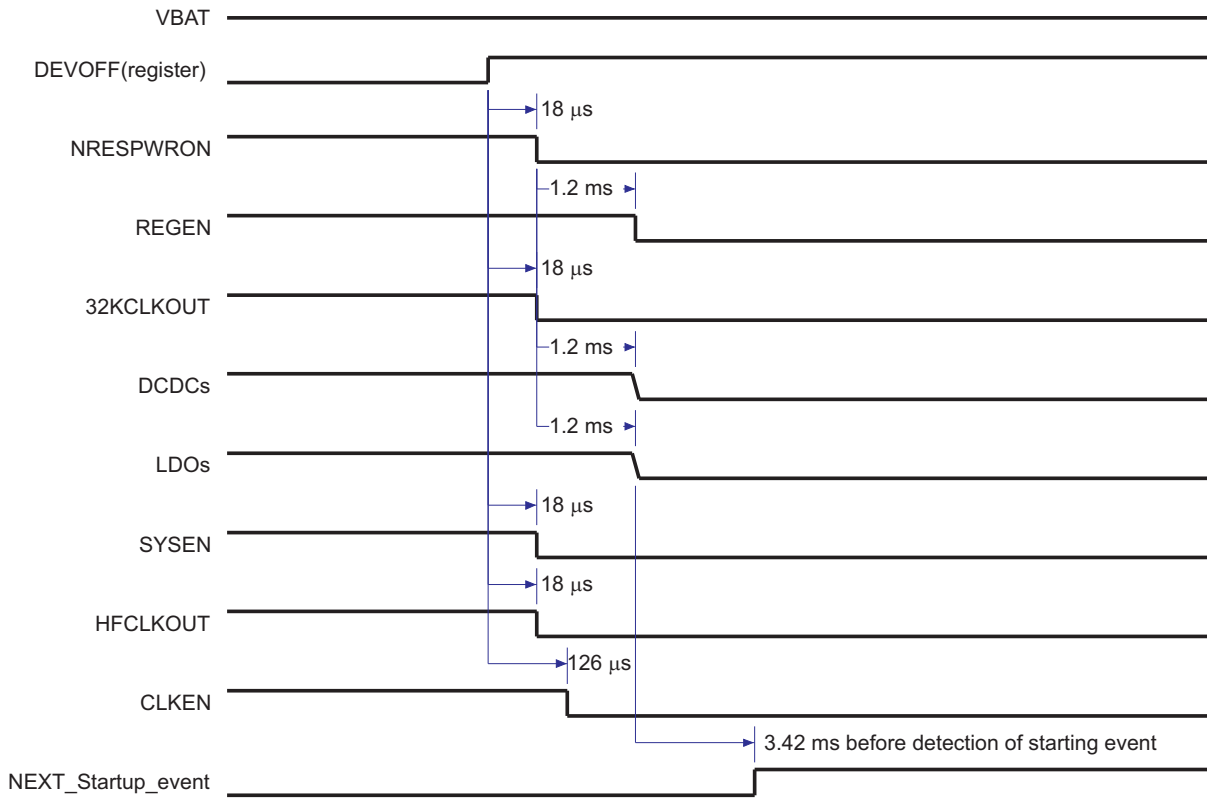 VBAT
DEVOFF(register)
18 μs
NRESPWRON
1.2 ms
REGEN
18 μs
32KCLKOUT
1.2 ms
DCDCs
1.2 ms
LDOs
18 μs
SYSEN
18 μs
HFCLKOUT
126 μs
CLKEN
3.42 ms before detection of starting event
NEXT_Startup_event